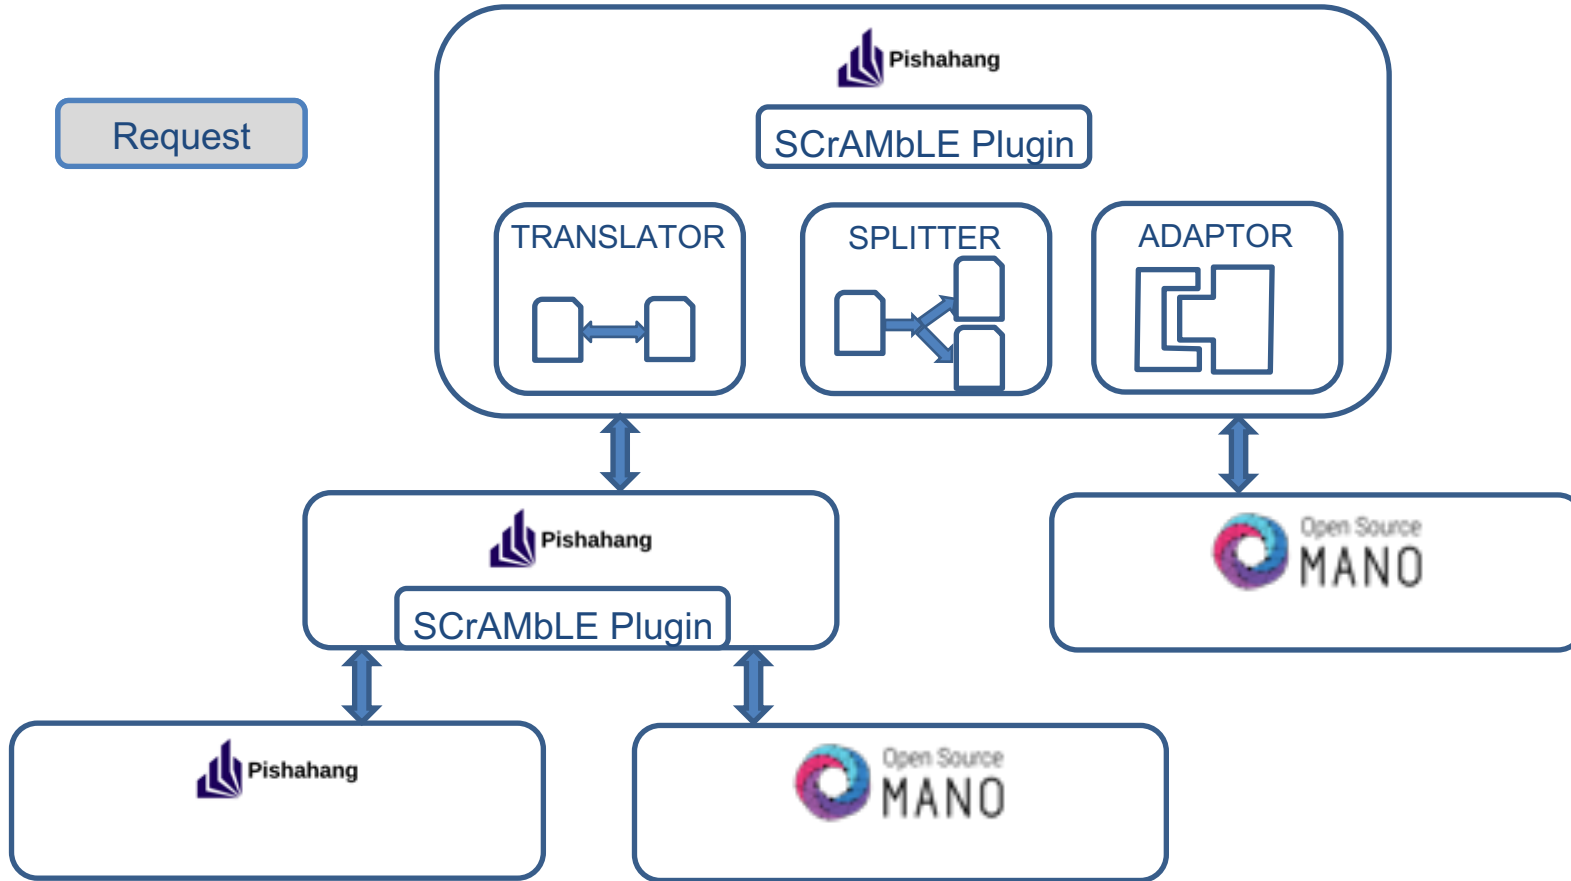 Pishahang
Request
SCrAMbLE Plugin
TRANSLATOR
SPLITTER
ADAPTOR
Pishahang
SCrAMbLE Plugin
Open Source
MANO
Pishahang
Open Source
MANO